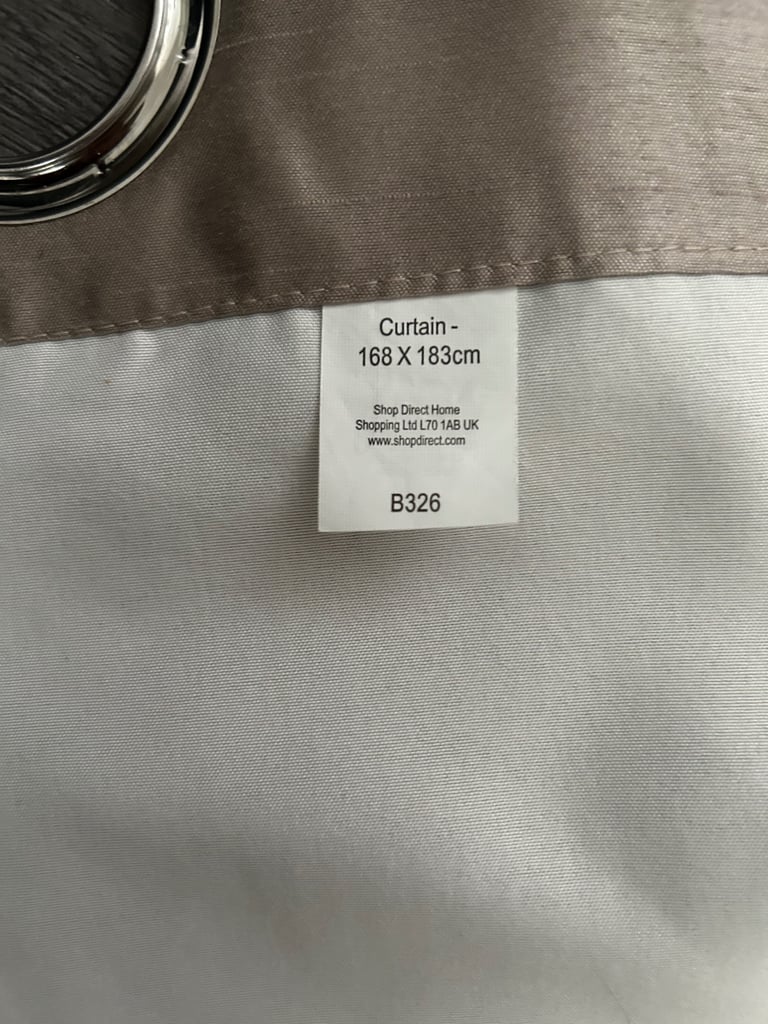 Curtain -
168 X 183cm
Shop Direct Home
Shopping Ltd L70 1AB UK
www.shopdirect.com
B326